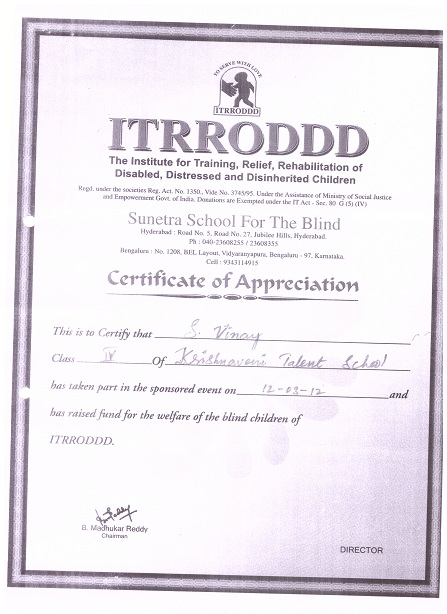 TO SERVE WITH LOVE
ITRRODDD
ITRRODDD
The Institute for Training, Relief, Rehabilitation of
Disabled, Distressed and Disinherited Children
Regd. under the societies Reg. Act. No. 1350., Vide No. 3745/95, Under the Assistance of Ministry of Social Justice
and Empowerment Govt. of India, Donations are Exempted under the IT Act - Sec. 80 G (5) (IV)
Sunetra School For The Blind
Hyderabad : Road No. 5, Road No. 27, Jubilee Hills, Hyderabad.
Ph : 040-23608255 / 23608355
Bengaluru : No. 1208, BEL Layout, Vidyaranyapura, Bengaluru - 97, Karnataka.
Cell : 9343114915
Certificate of Appreciation
This is to Certify that S. Vinay
Class IV Of Krishnaveni Talent School
has taken part in the sponsored event on 12-03-12 and
has raised fund for the welfare of the blind children of
ITRRODDD.
B. Madhukar Reddy
Chairman
DIRECTOR